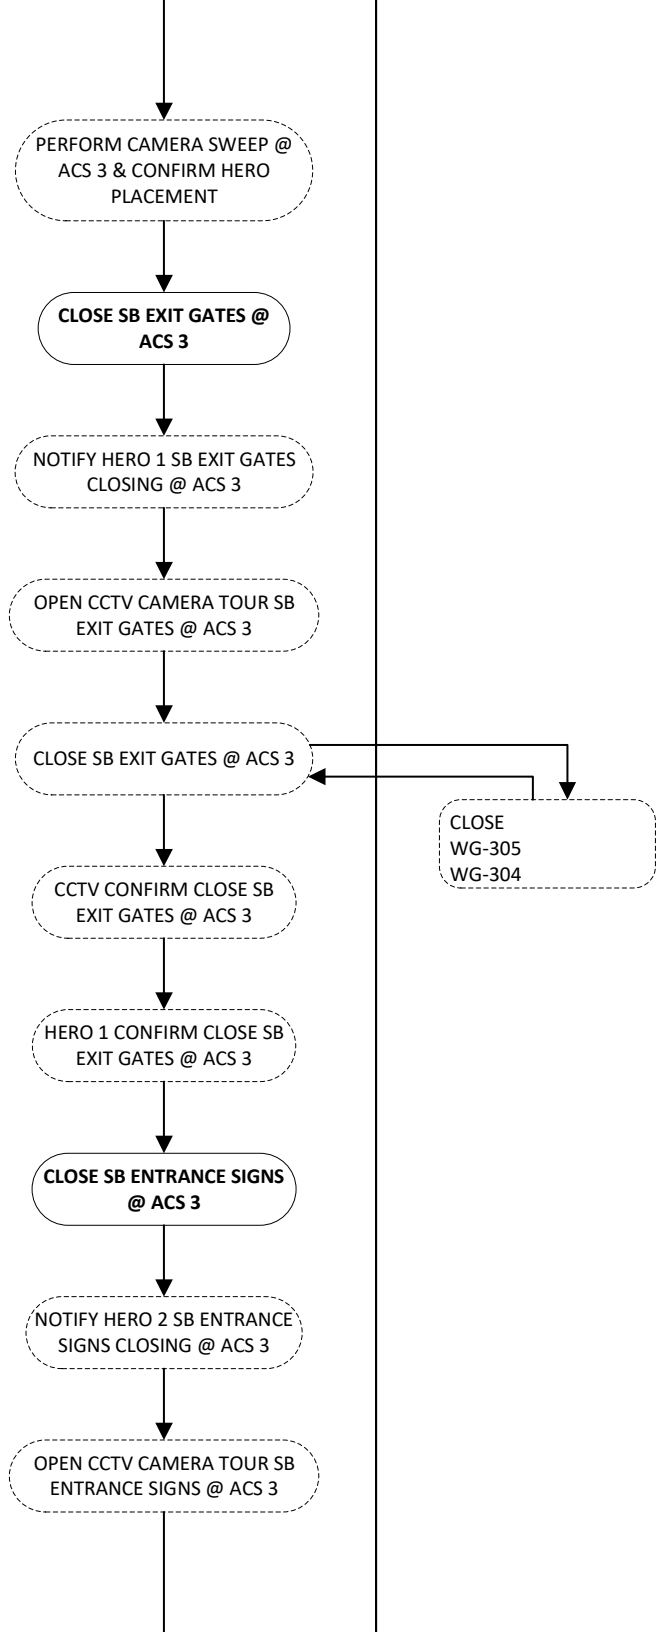 PERFORM CAMERA SWEEP @
ACS 3 & CONFIRM HERO
PLACEMENT
CLOSE SB EXIT GATES @
ACS 3
NOTIFY HERO 1 SB EXIT GATES
CLOSING @ ACS 3
OPEN CCTV CAMERA TOUR SB
EXIT GATES @ ACS 3
CLOSE SB EXIT GATES @ ACS 3
CLOSE
WG-305
WG-304
CCTV CONFIRM CLOSE SB
EXIT GATES @ ACS 3
HERO 1 CONFIRM CLOSE SB
EXIT GATES @ ACS 3
CLOSE SB ENTRANCE SIGNS
@ ACS 3
NOTIFY HERO 2 SB ENTRANCE
SIGNS CLOSING @ ACS 3
OPEN CCTV CAMERA TOUR SB
ENTRANCE SIGNS @ ACS 3